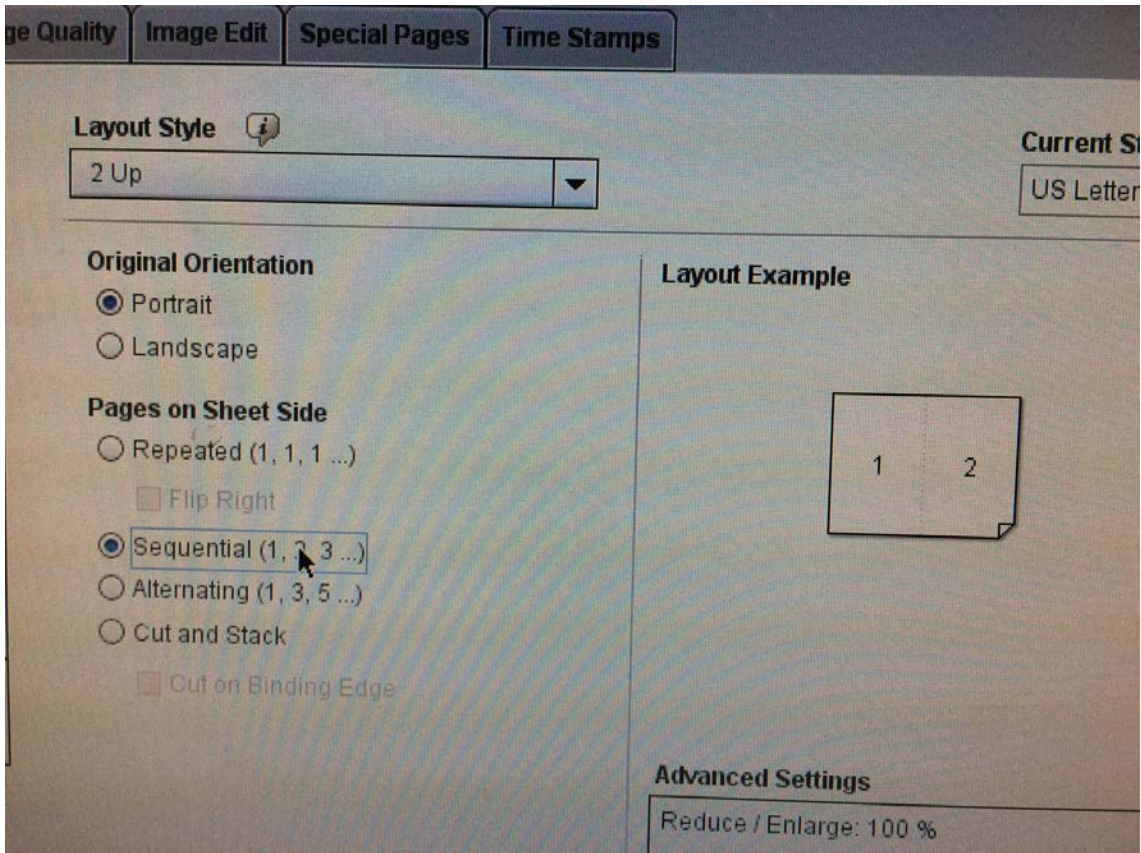 ge Quality Image Edit Special Pages Time Stamps
Layout Style
2 Up
Current St
US Letter
Original Orientation
Portrait
Landscape
Layout Example
Pages on Sheet Side
Repeated (1, 1, 1 ...)
Flip Right
Sequential (1, 2, 3 ...)
Alternating (1, 3, 5 ...)
Cut and Stack
Cut on Binding Edge
1 2
Advanced Settings
Reduce / Enlarge: 100 %